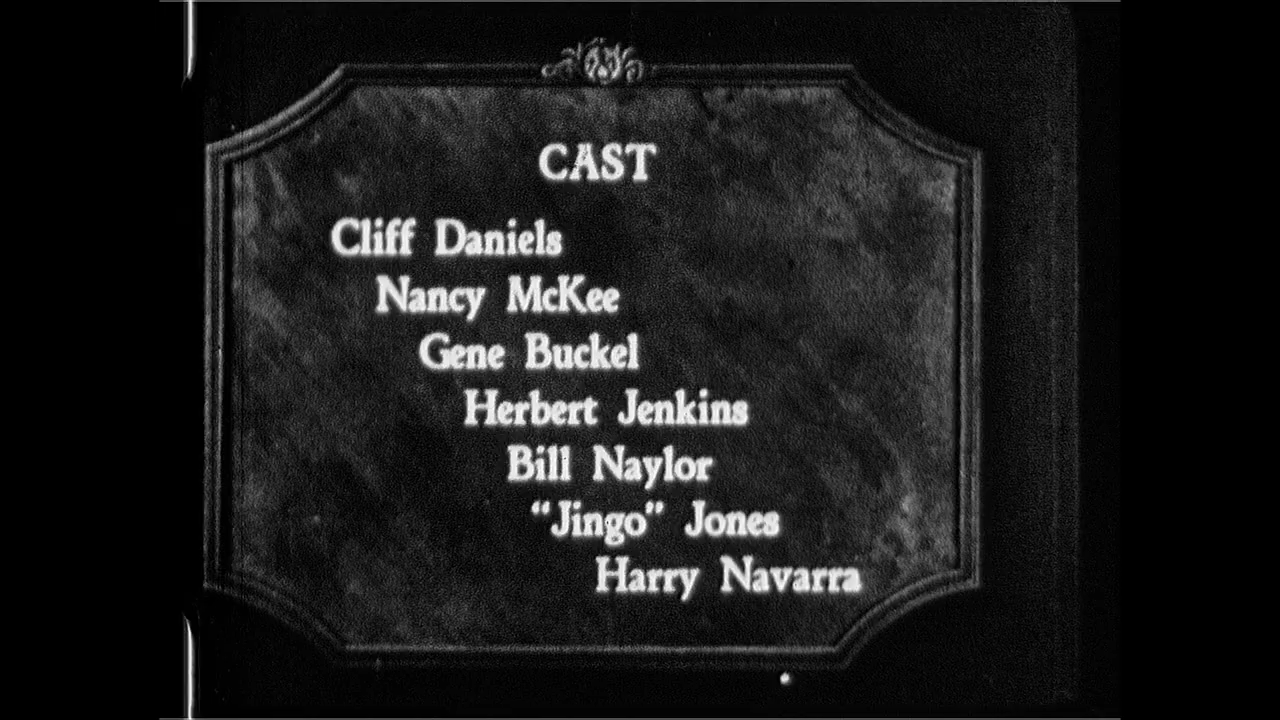 CAST
Cliff Daniels
Nancy McKee
Gene Buckel
Herbert Jenkins
Bill Naylor
“Jingo” Jones
Harry Navarra